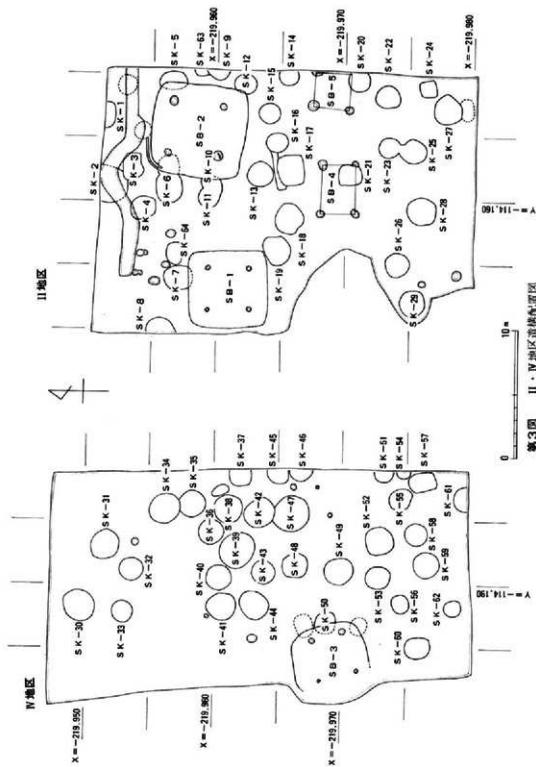 IV地区
X=-219.950
X=-219.960
X=-219.970
SK-30
SK-31
SK-32
SK-33
SK-34
SK-35
SK-36
SK-37
SK-38
SK-39
SK-40
SK-41
SK-42
SK-43
SK-44
SK-45
SK-46
SK-47
SK-48
SK-49
SK-50
SB-3
SK-51
SK-52
SK-53
SK-54
SK-55
SK-56
SK-57
SK-58
SK-59
SK-60
SK-61
SK-62
Y=-114.190
II地区
SK-1
SK-2
SK-3
SK-4
SK-5
SK-6
SK-7
SK-8
SK-63
X=-219.960
SK-9
SK-64
SB-2
SK-10
SK-11
SK-12
SK-13
SB-1
SK-14
SK-15
SK-16
SK-17
SK-18
SK-19
X=-219.970
SB-5
SK-20
SB-4
SK-21
SK-22
SK-23
SK-24
SK-25
SK-26
SK-27
SK-28
SK-29
X=-219.980
Y=-114.160
0
10m
第3図 II・IV地区遺構配置図